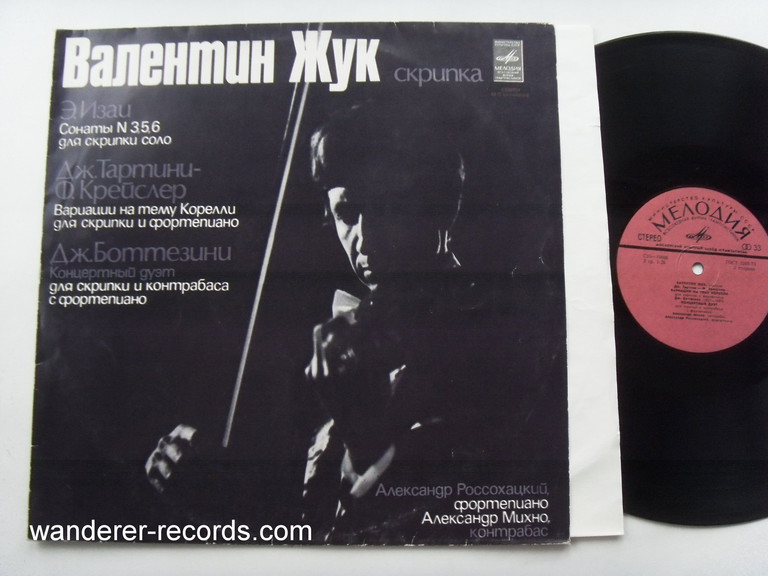 Валентин Жук скрипка
МЕЛОДИЯ
Э.Изаи
Сонаты N 3,5,6
для скрипки соло
Дж.Тартини-
Ф.Крейслер
Вариации на тему Корелли
для скрипки и фортепиано
Дж.Боттезини
Концертный дуэт
для скрипки и контрабаса
с фортепиано
Александр Россохацкий,
фортепиано
Александр Михно,
контрабас
wanderer-records.com
МЕЛОДИЯ
СТЕРЕО
33